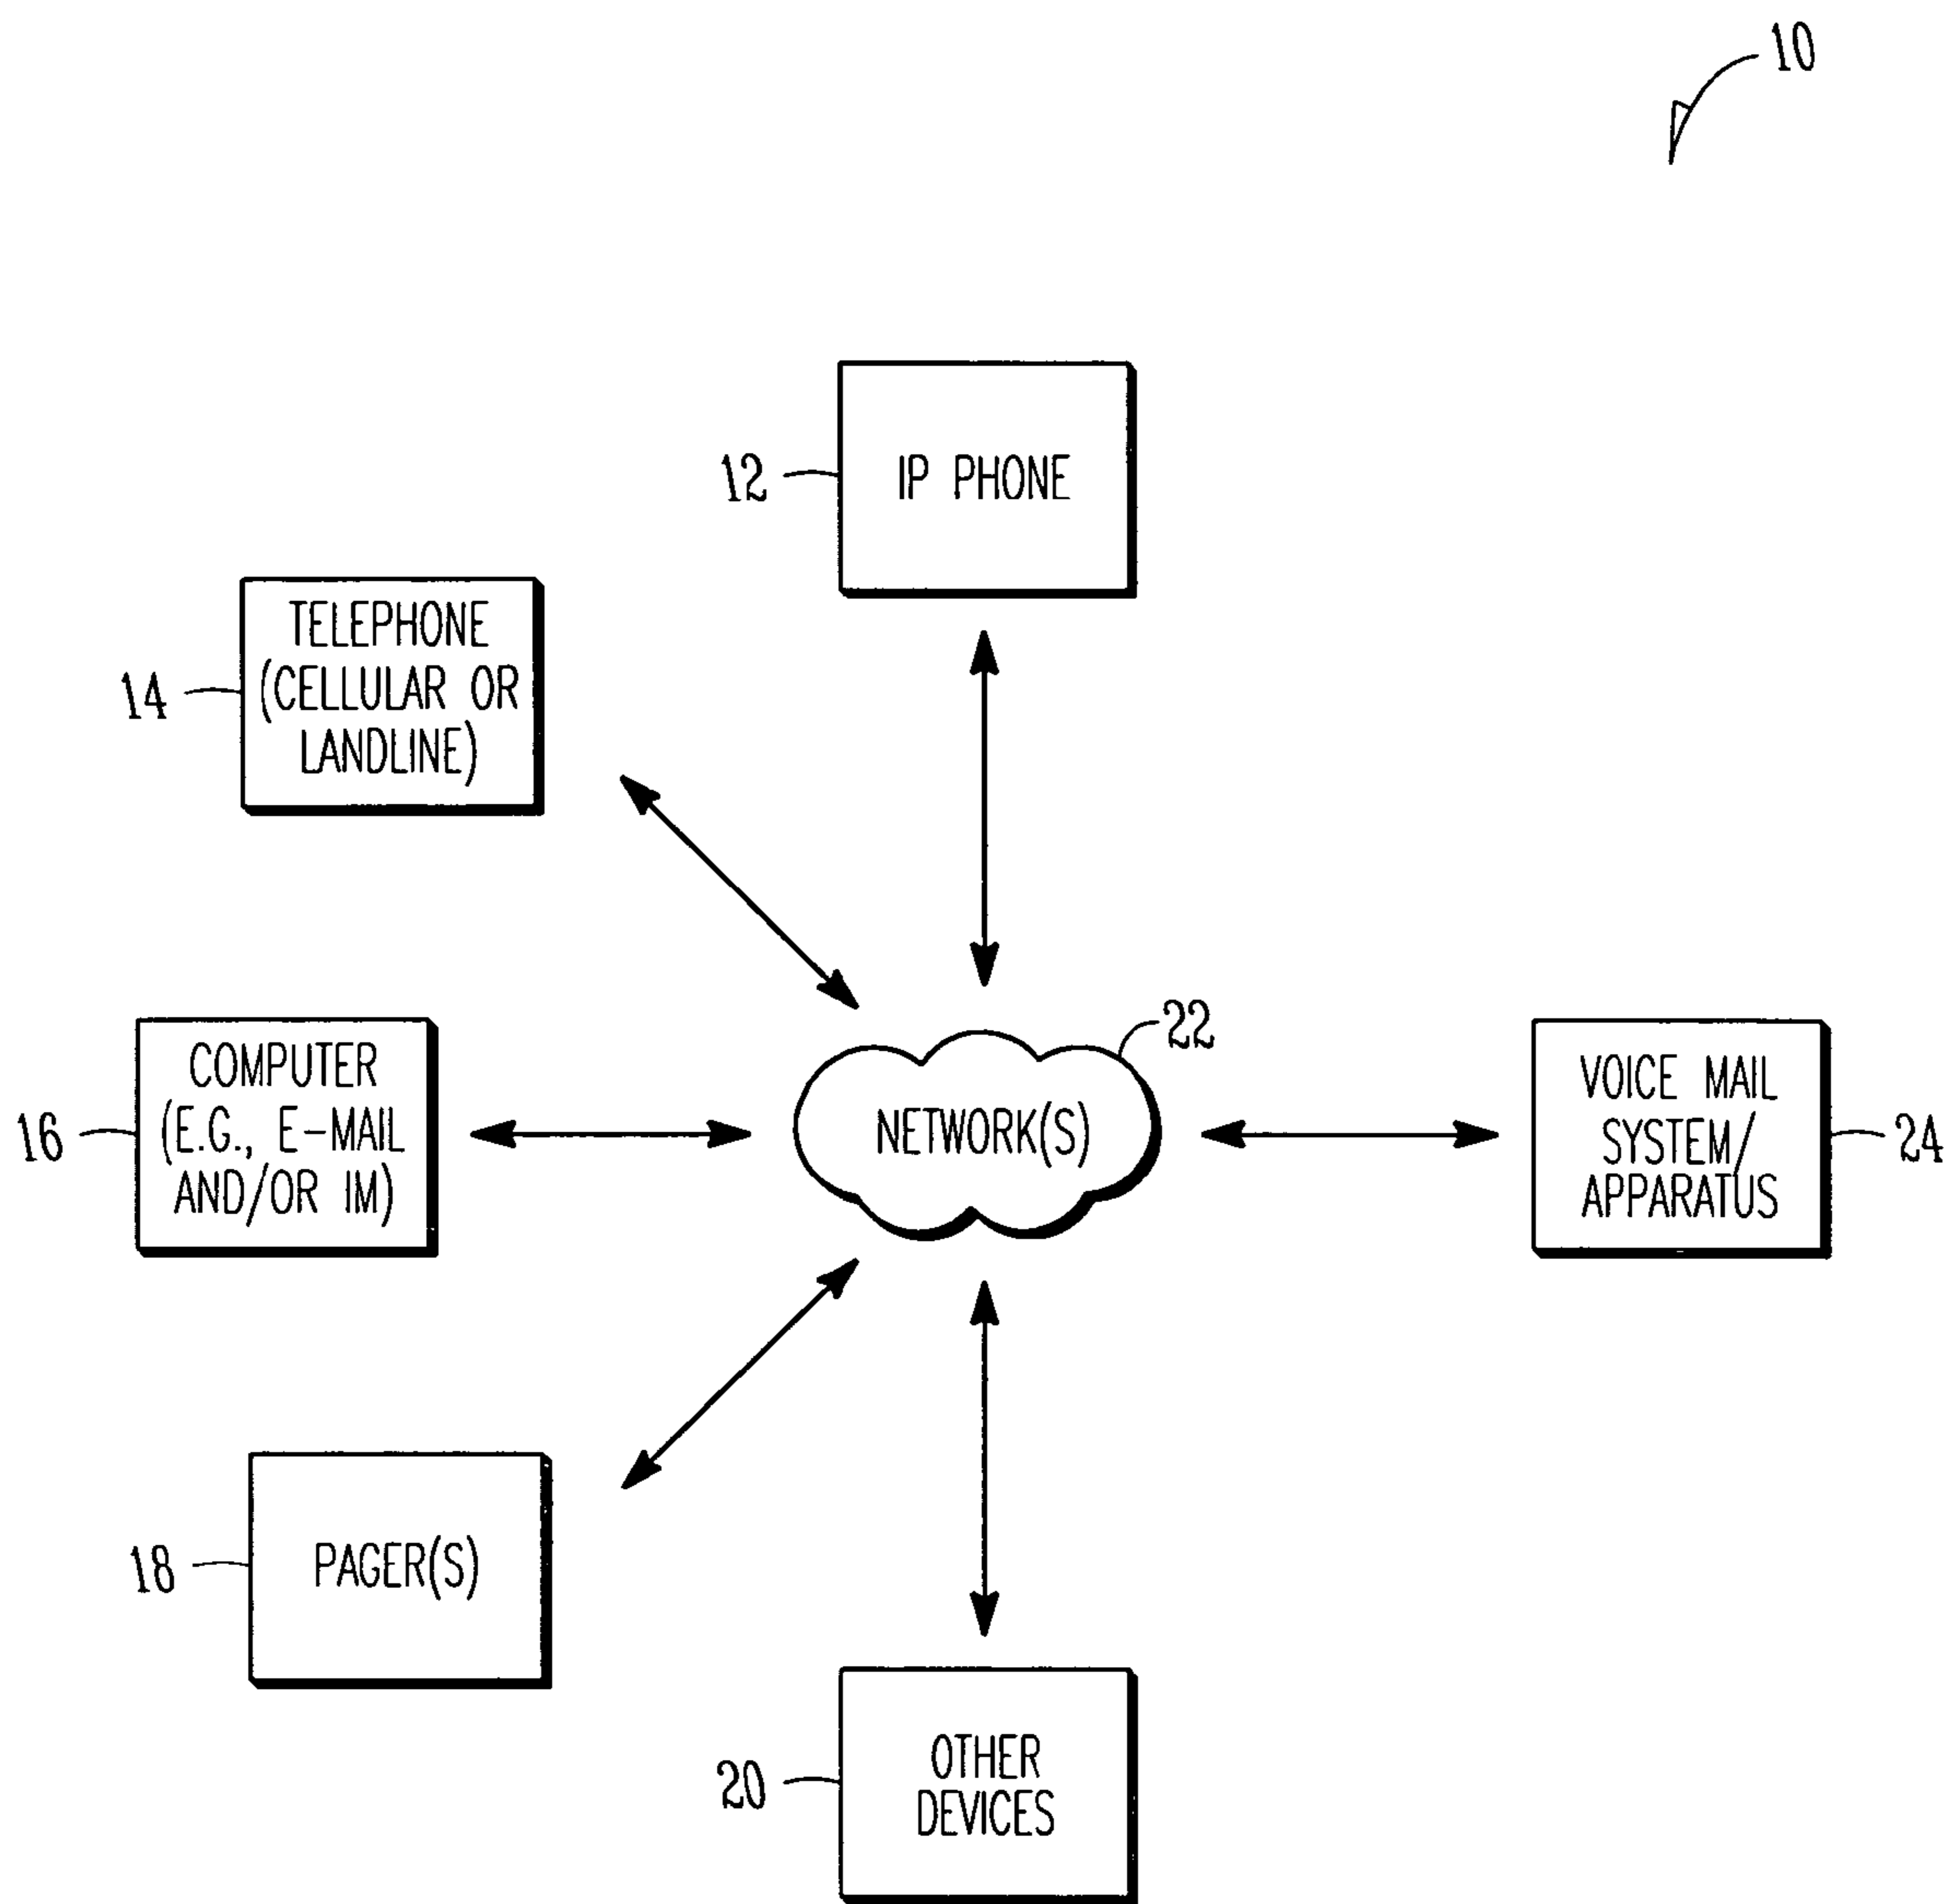 10
12
IP PHONE
14
TELEPHONE
(CELLULAR OR
LANDLINE)
22
16
COMPUTER
(E.G., E-MAIL
AND/OR IM)
NETWORK(S)
VOICE MAIL
SYSTEM/
APPARATUS
24
18
PAGER(S)
20
OTHER
DEVICES